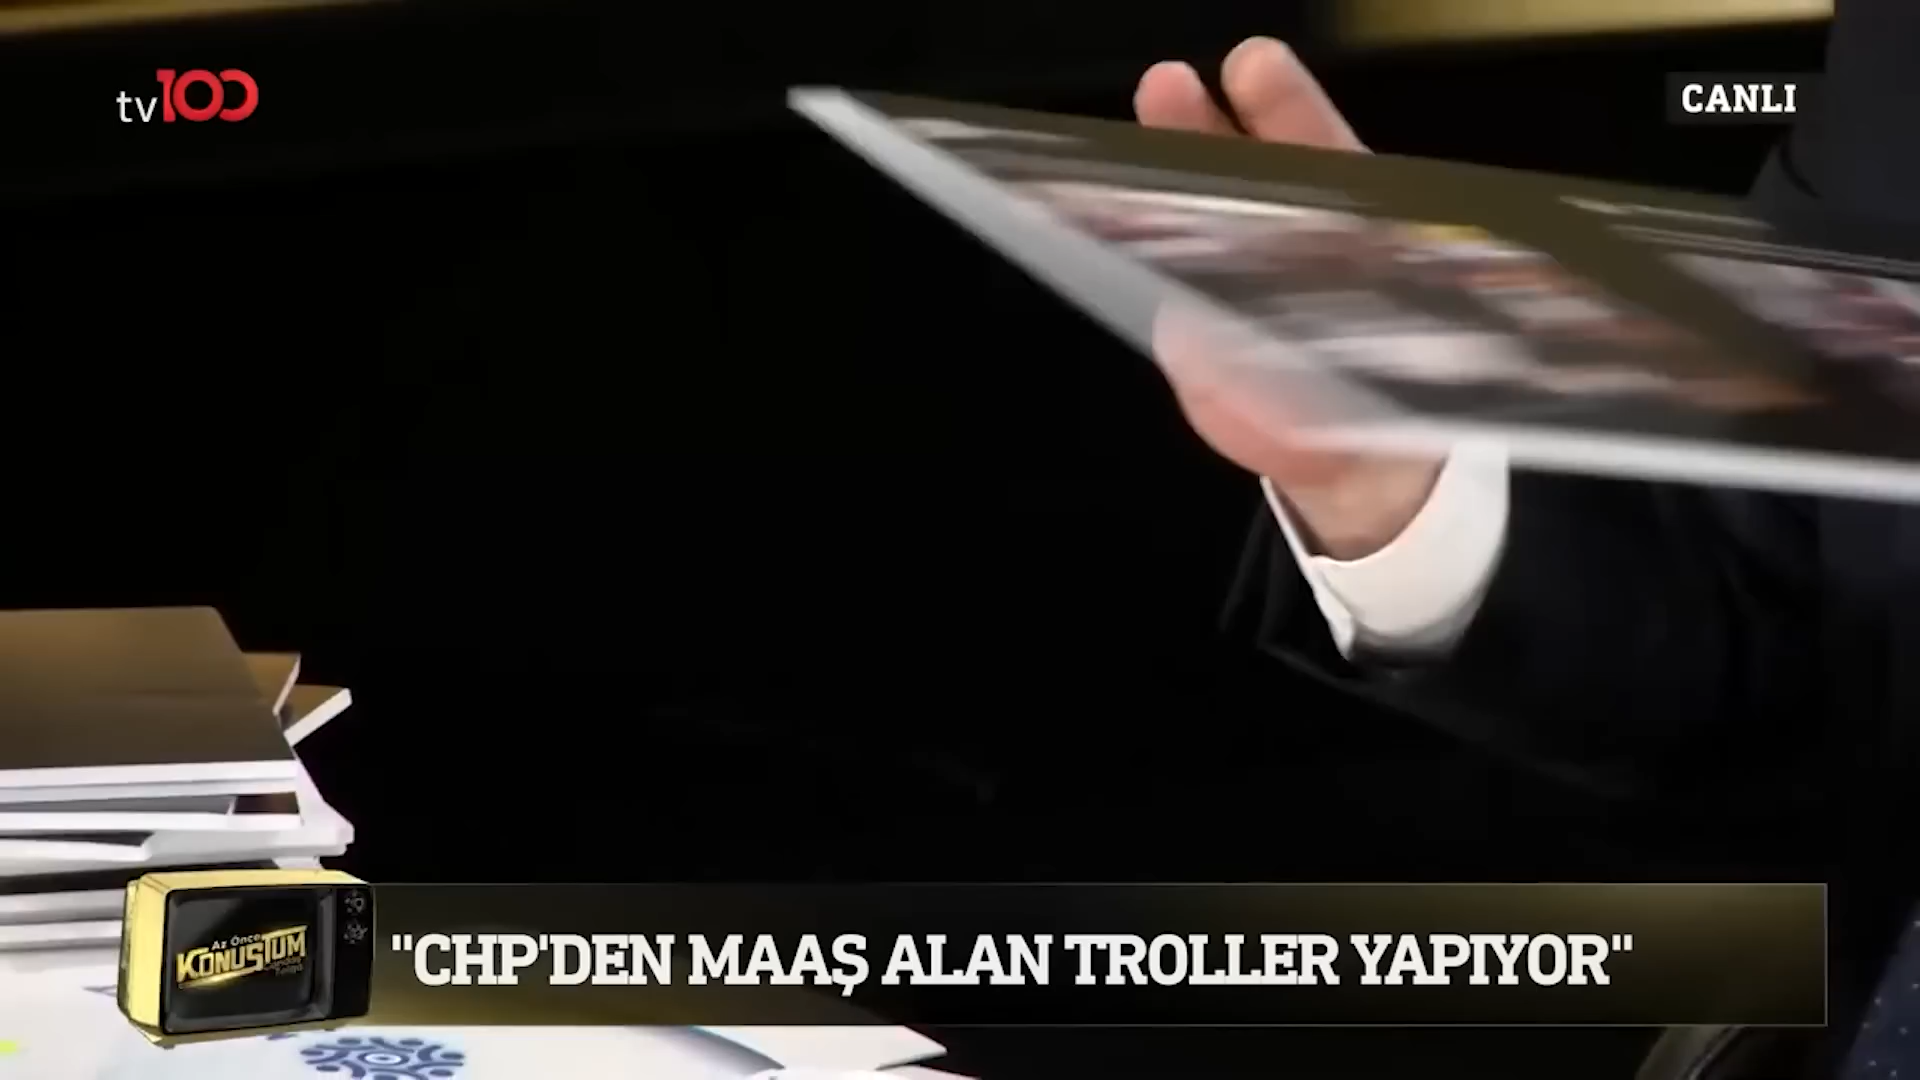 tv100
CANLI
Az Önce
KONUŞTUM
"CHP'DEN MAAŞ ALAN TROLLER YAPIYOR"